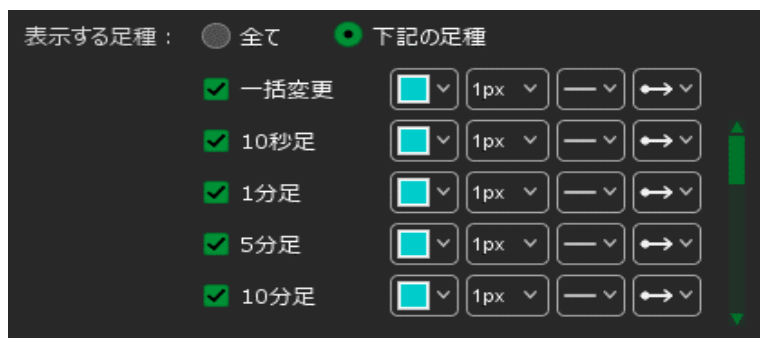 表示する足種： 全て 下記の足種
一括変更 1px
10秒足 1px
1分足 1px
5分足 1px
10分足 1px